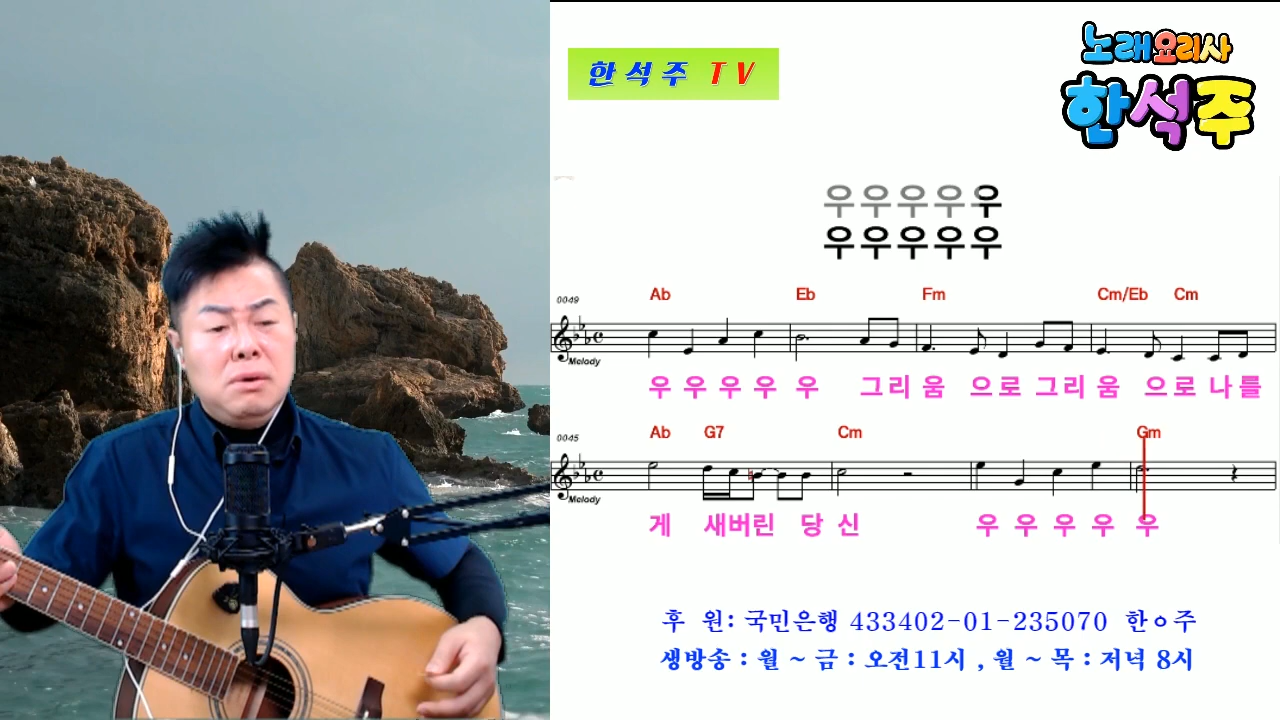 한석주 TV
노래요리사
한석주
우우우우우
우우우우우
0049 Ab Eb Fm Cm/Eb Cm
Melody
우 우 우 우 우 그리 움 으로 그리 움 으로 나를
0045 Ab G7 Cm Gm
Melody
게 새버린 당 신 우 우 우 우 우
후 원: 국민은행 433402-01-235070 한ㅇ주
생방송 : 월 ~ 금 : 오전11시 , 월 ~ 목 : 저녁 8시